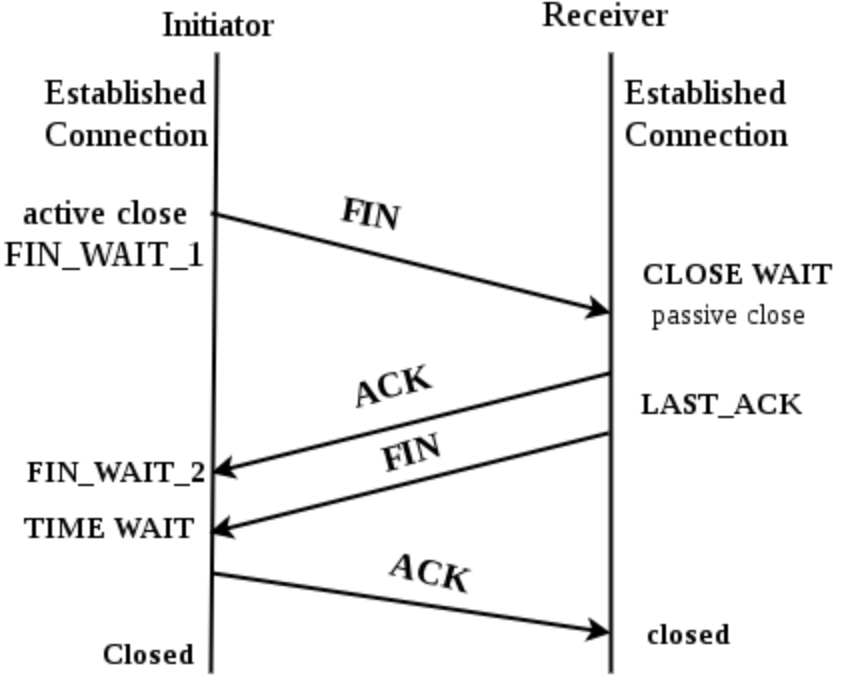 Initiator
Receiver
Established
Connection
Established
Connection
active close
FIN_WAIT_1
FIN
CLOSE WAIT
passive close
ACK
LAST_ACK
FIN
FIN_WAIT_2
TIME WAIT
ACK
closed
Closed